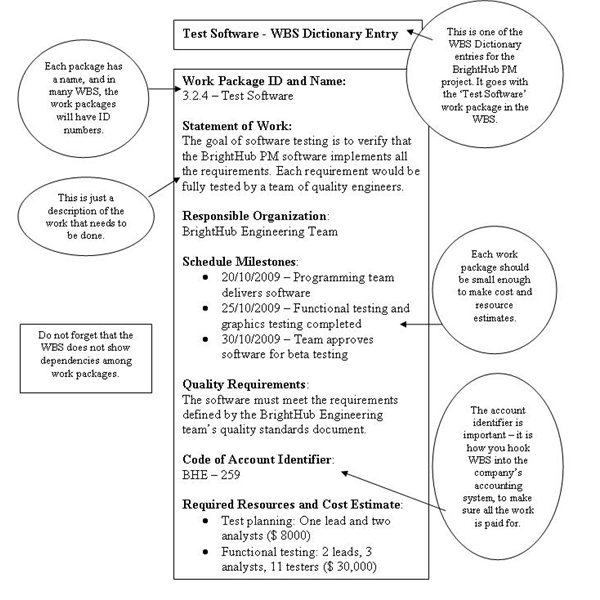 Test Software - WBS Dictionary Entry
This is one of the
WBS Dictionary
entries for the
BrightHub PM
project. It goes with
the ‘Test Software’
work package in the
WBS.
Each package has
a name, and in
many WBS, the
work packages
will have ID
numbers.
Work Package ID and Name:
3.2.4 – Test Software
Statement of Work:
The goal of software testing is to verify that
the BrightHub PM software implements all
the requirements. Each requirement would be
fully tested by a team of quality engineers.
This is just a
description of the
work that needs to
be done.
Responsible Organization:
BrightHub Engineering Team
Schedule Milestones:
• 20/10/2009 – Programming team
delivers software
• 25/10/2009 – Functional testing and
graphics testing completed
• 30/10/2009 – Team approves
software for beta testing
Each work
package should
be small enough
to make cost and
resource
estimates.
Do not forget that the
WBS does not show
dependencies among
work packages.
Quality Requirements:
The software must meet the requirements
defined by the BrightHub Engineering
team’s quality standards document.
Code of Account Identifier:
BHE – 259
The account
identifier is
important – it is
how you hook
WBS into the
company’s
accounting
system, to make
sure all the work
is paid for.
Required Resources and Cost Estimate:
• Test planning: One lead and two
analysts ($ 8000)
• Functional testing: 2 leads, 3
analysts, 11 testers ($ 30,000)